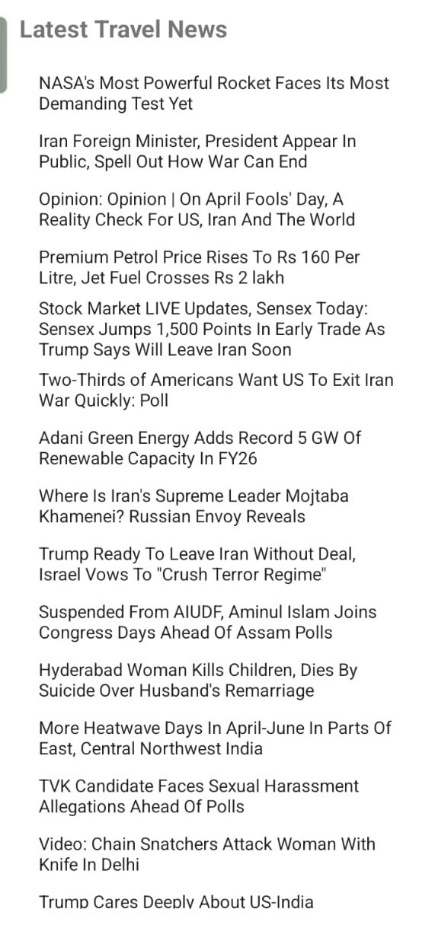 Latest Travel News
NASA's Most Powerful Rocket Faces Its Most
Demanding Test Yet
Iran Foreign Minister, President Appear In
Public, Spell Out How War Can End
Opinion: Opinion | On April Fools' Day, A
Reality Check For US, Iran And The World
Premium Petrol Price Rises To Rs 160 Per
Litre, Jet Fuel Crosses Rs 2 lakh
Stock Market LIVE Updates, Sensex Today:
Sensex Jumps 1,500 Points In Early Trade As
Trump Says Will Leave Iran Soon
Two-Thirds of Americans Want US To Exit Iran
War Quickly: Poll
Adani Green Energy Adds Record 5 GW Of
Renewable Capacity In FY26
Where Is Iran's Supreme Leader Mojtaba
Khamenei? Russian Envoy Reveals
Trump Ready To Leave Iran Without Deal,
Israel Vows To "Crush Terror Regime"
Suspended From AIUDF, Aminul Islam Joins
Congress Days Ahead Of Assam Polls
Hyderabad Woman Kills Children, Dies By
Suicide Over Husband's Remarriage
More Heatwave Days In April-June In Parts Of
East, Central Northwest India
TVK Candidate Faces Sexual Harassment
Allegations Ahead Of Polls
Video: Chain Snatchers Attack Woman With
Knife In Delhi
Trump Cares Deeply About US-India